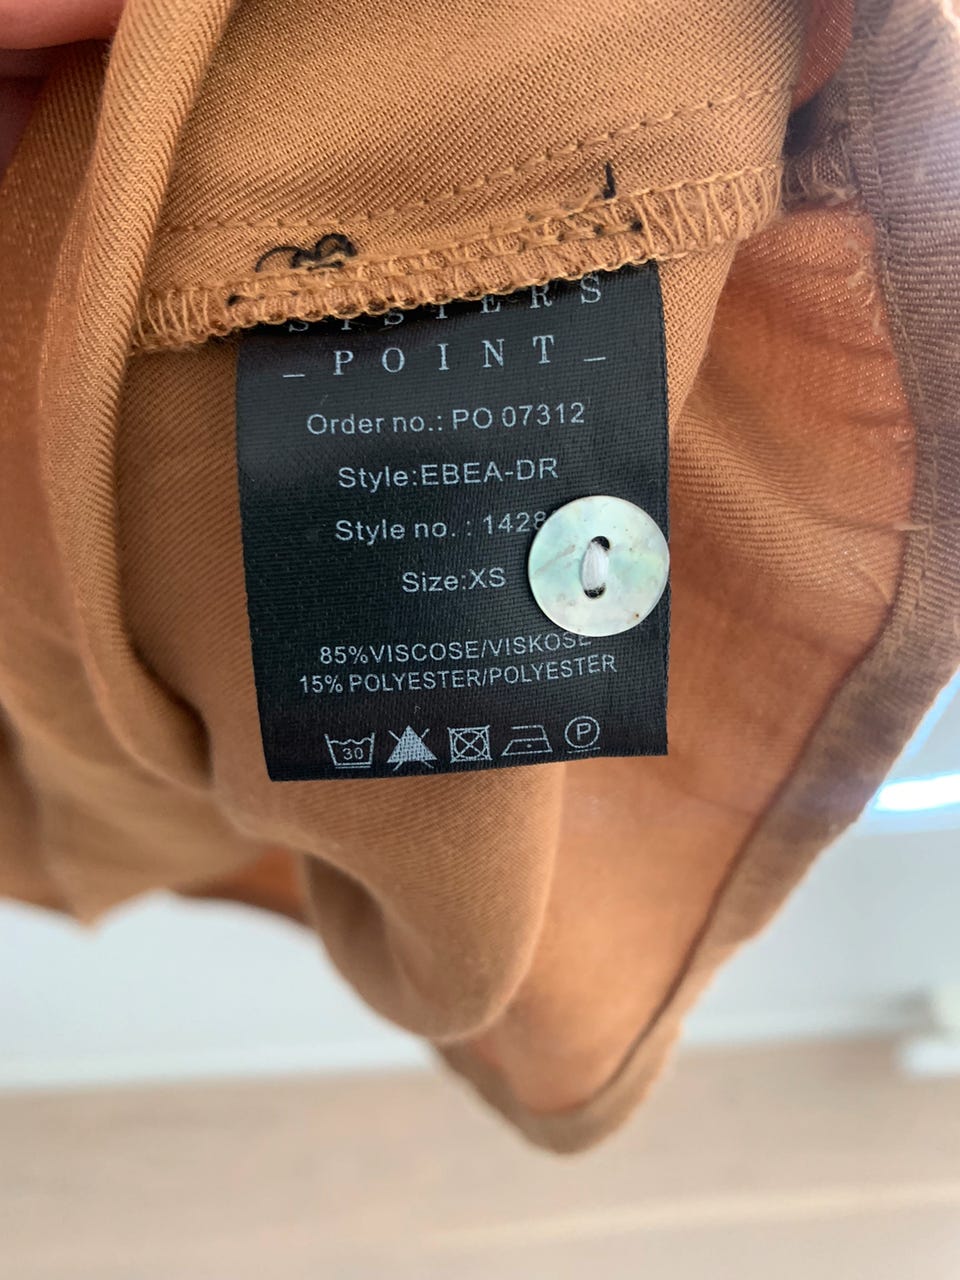 SISTERS
_ POINT _
Order no.: PO 07312
Style:EBEA-DR
Style no. : 1428
Size:XS
85%VISCOSE/VISKOSE
15% POLYESTER/POLYESTER
30 P